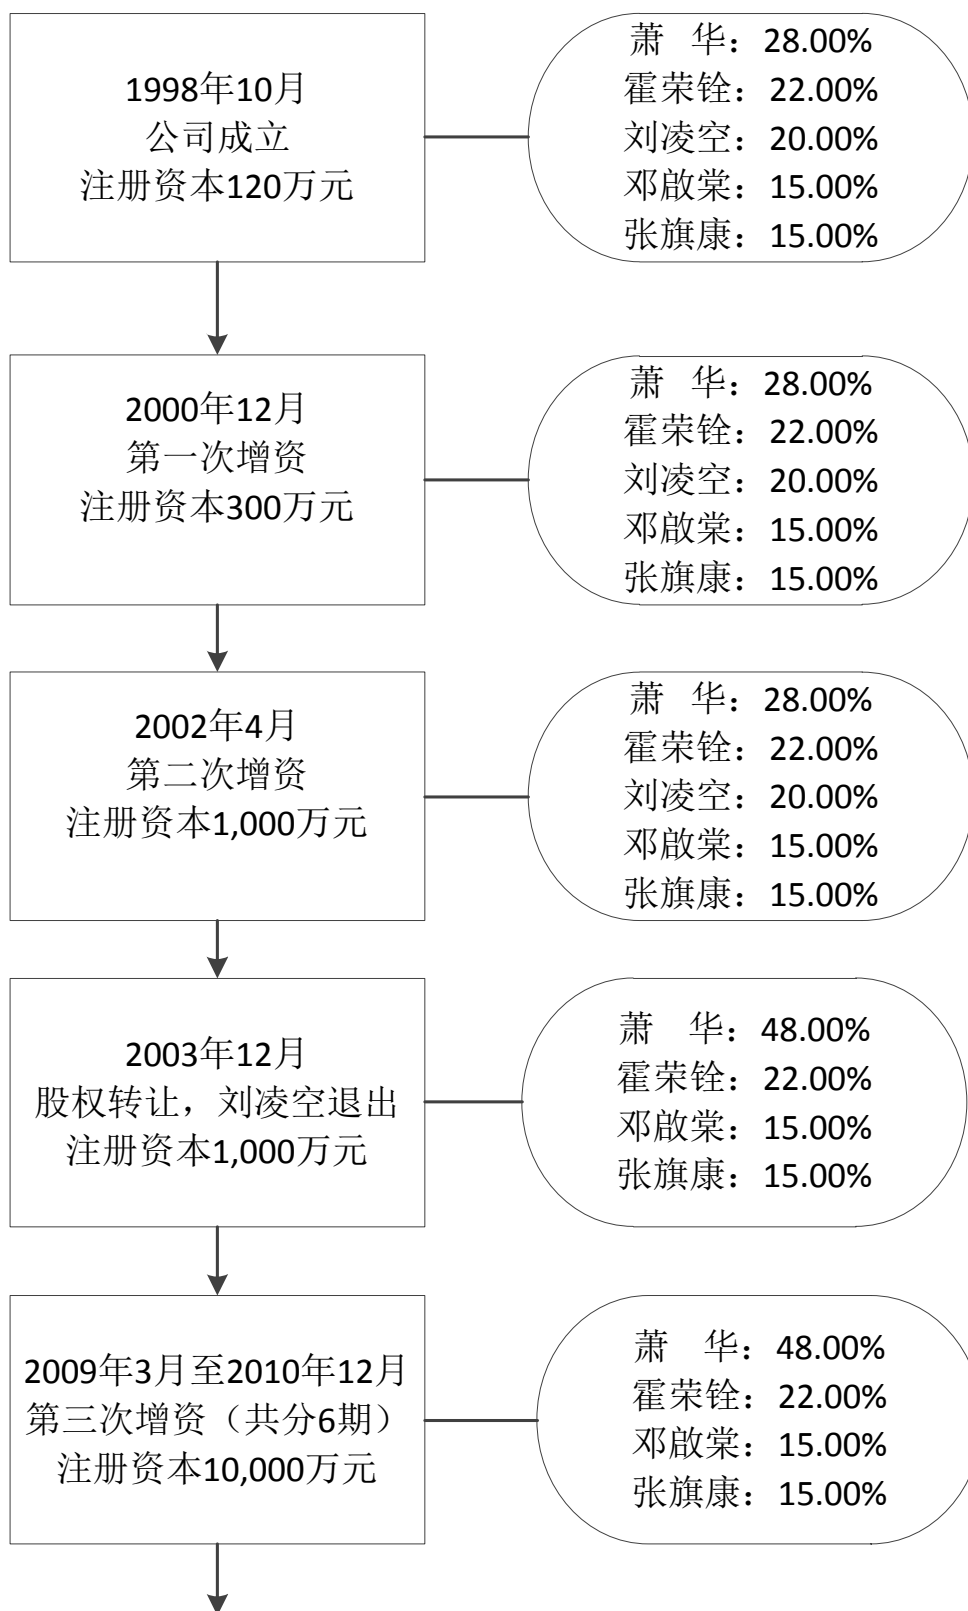 1998年10月
公司成立
注册资本120万元
萧 华：28.00%
霍荣铨：22.00%
刘凌空：20.00%
邓啟棠：15.00%
张旗康：15.00%
2000年12月
第一次增资
注册资本300万元
萧 华：28.00%
霍荣铨：22.00%
刘凌空：20.00%
邓啟棠：15.00%
张旗康：15.00%
2002年4月
第二次增资
注册资本1,000万元
萧 华：28.00%
霍荣铨：22.00%
刘凌空：20.00%
邓啟棠：15.00%
张旗康：15.00%
2003年12月
股权转让，刘凌空退出
注册资本1,000万元
萧 华：48.00%
霍荣铨：22.00%
邓啟棠：15.00%
张旗康：15.00%
2009年3月至2010年12月
第三次增资（共分6期）
注册资本10,000万元
萧 华：48.00%
霍荣铨：22.00%
邓啟棠：15.00%
张旗康：15.00%